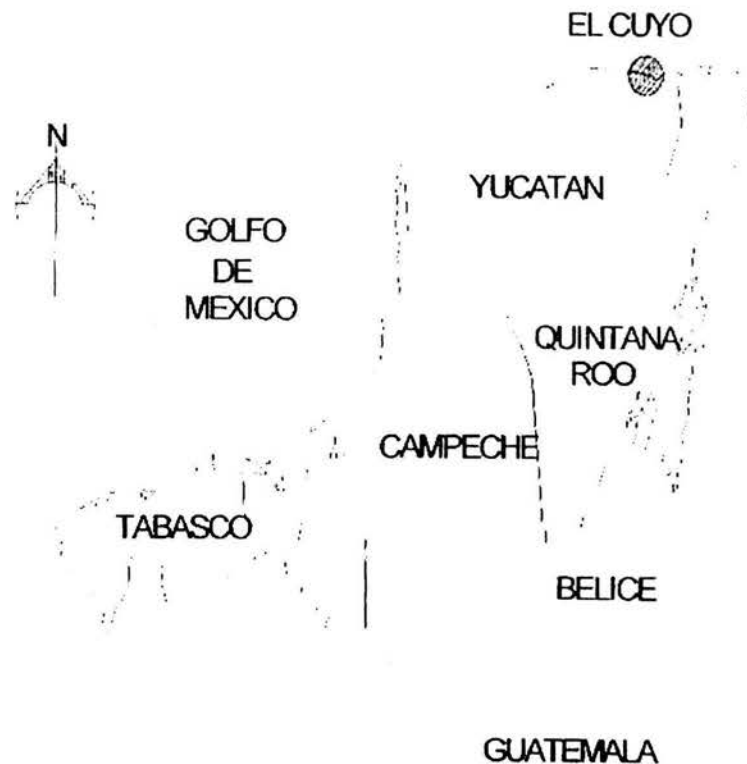 EL CUYO
N
YUCATAN
GOLFO
DE
MEXICO
QUINTANA
ROO
CAMPECHE
TABASCO
BELICE
GUATEMALA